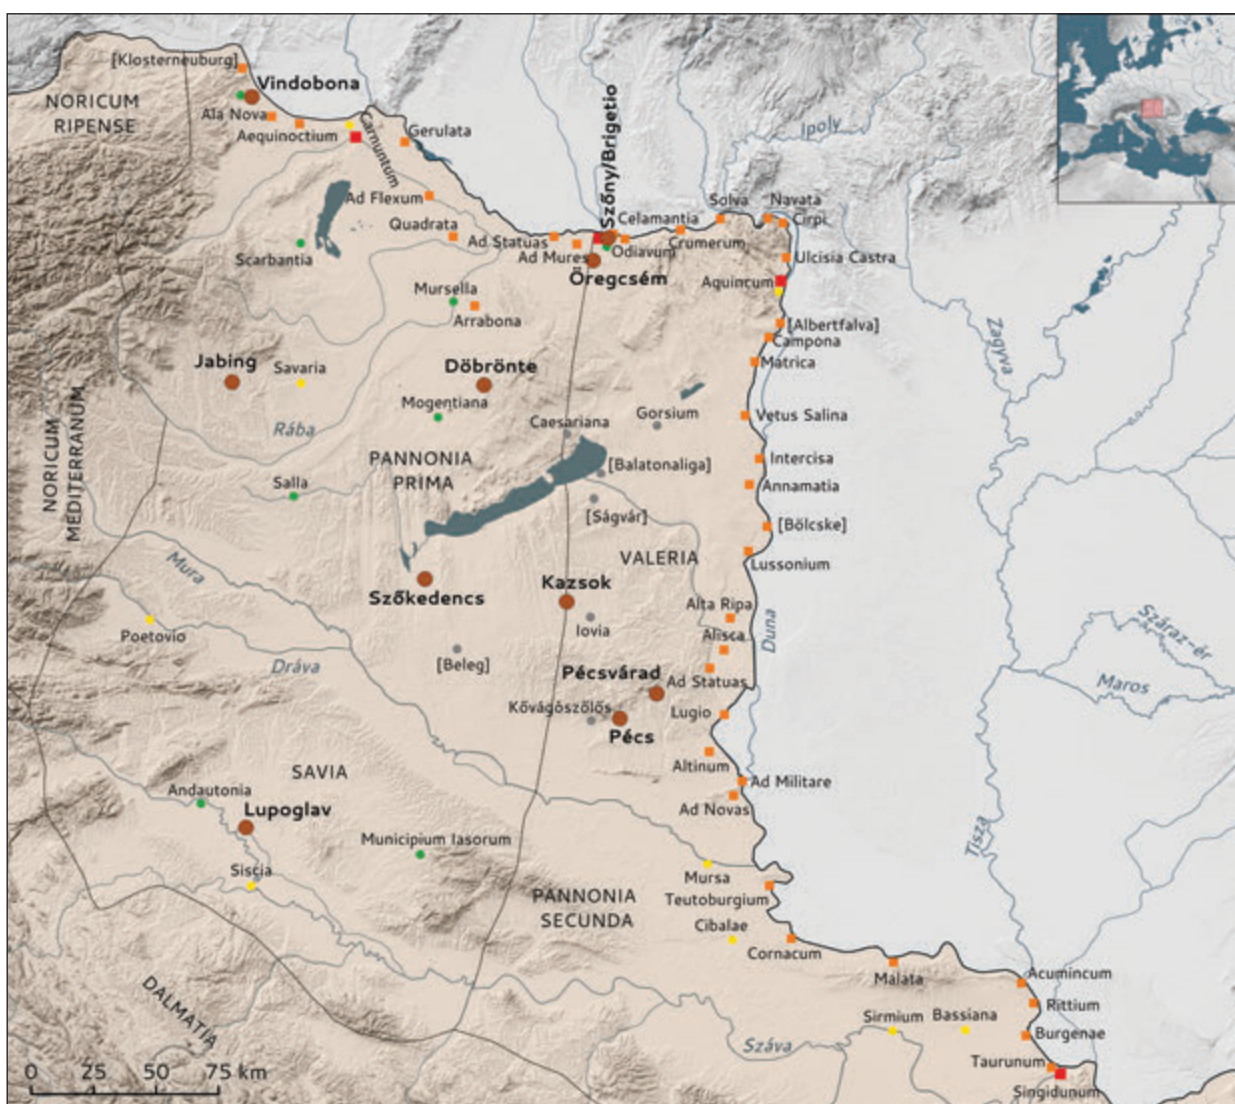 [Klosterneuburg]
Vindobona
NORICUM
RIPENSE
Ala Nova
Aequinoctium
Carnuntum
Gerulata
Ad Flexum
Quadrata
Scarbantia
Ad Statuas
Ad Mures
Szőny/Brigetio
Celamantia
Odiavum
Öregcsém
Crumerum
Solva
Navata
Cirpi
Ipoly
Ulcisia Castra
Aquincum
[Albertfalva]
Campona
Matrica
Zagyva
Mursella
Arrabona
Jabing
Savaria
Döbrönte
Mogentiana
Caesariana
Gorsium
Vetus Salina
Rába
NORICUM
MEDITERRANUM
PANNONIA
PRIMA
[Balatonaliga]
Intercisa
Salla
Annamatia
[Ságvár]
[Bölcske]
VALERIA
Lussonium
Mura
Szőkedencs
Kazsok
Alta Ripa
Iovia
Alisca
Duna
Poetovio
Dráva
[Beleg]
Pécsvárad
Ad Statuas
Száraz-ér
Maros
Kővágószőlős
Pécs
Lugio
Altinum
SAVIA
Ad Militare
Andautonia
Lupoglav
Ad Novas
Tisza
Municipium Iasorum
Siscia
Mursa
PANNONIA
SECUNDA
Teutoburgium
Cibalae
Cornacum
Malata
Acumincum
DALMATIA
Rittium
Sirmium
Bassiana
Burgenae
Száva
Taurunum
Singidunum
0 25 50 75 km